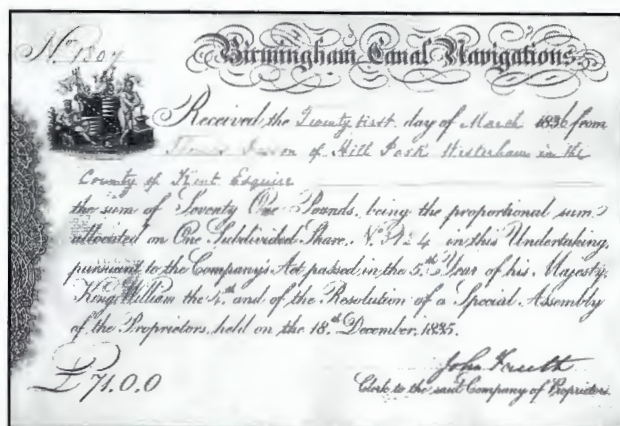 No. 1807
Birmingham Canal Navigations.
Received, the Twenty first day of March 1836 from
of Hill Park Westerham in the
County of Kent Esquire
the sum of Seventy One Pounds, being the proportional sum
allocated on One Subdivided Share, No. 3124 in this Undertaking,
pursuant to the Company's Act, passed in the 5th Year of his Majesty,
King William the 4th and of the Resolution of a Special Assembly
of the Proprietors, held on the 18th December, 1835.
£71.0.0
John
Clerk to the said Company of Proprietors.